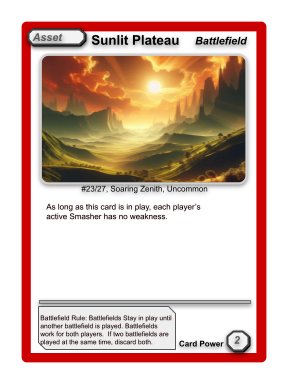 Asset
Sunlit Plateau
Battlefield
#23/27, Soaring Zenith, Uncommon
As long as this card is in play, each player's
active Smasher has no weakness.
Battlefield Rule: Battlefields Stay in play until
another battlefield is played. Battlefields
work for both players. If two battlefields are
played at the same time, discard both.
Card Power
2